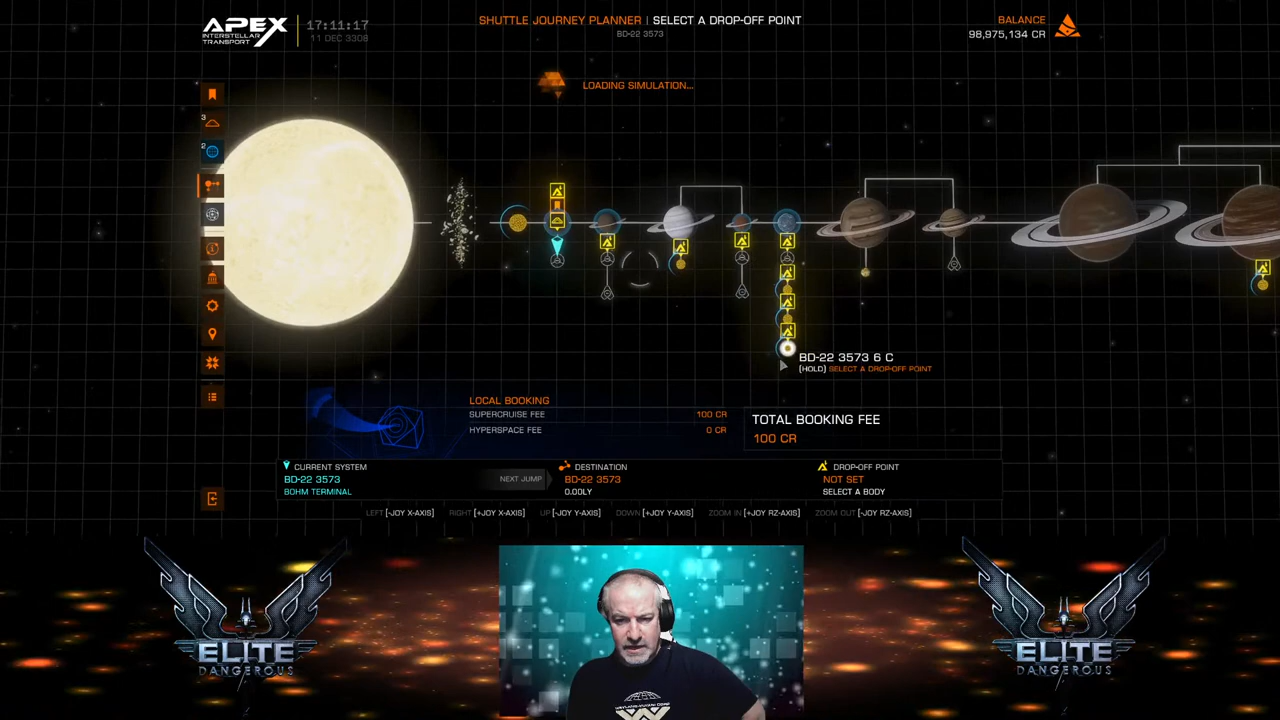 APEX
INTERSTELLAR
TRANSPORT
17:11:17
11 DEC 3308
SHUTTLE JOURNEY PLANNER | SELECT A DROP-OFF POINT
BD-22 3573
BALANCE
98,975,134 CR
LOADING SIMULATION...
3
2
BD-22 3573 6 C
[HOLD] SELECT A DROP-OFF POINT
LOCAL BOOKING
SUPERCRUISE FEE 100 CR
HYPERSPACE FEE 0 CR
TOTAL BOOKING FEE
100 CR
CURRENT SYSTEM
BD-22 3573
BOHM TERMINAL
NEXT JUMP
DESTINATION
BD-22 3573
0.00LY
DROP-OFF POINT
NOT SET
SELECT A BODY
LEFT [-JOY X-AXIS] RIGHT [+JOY X-AXIS] UP [-JOY Y-AXIS] DOWN [+JOY Y-AXIS] ZOOM IN [+JOY RZ-AXIS] ZOOM OUT [-JOY RZ-AXIS]
ELITE
DANGEROUS
ELITE
DANGEROUS